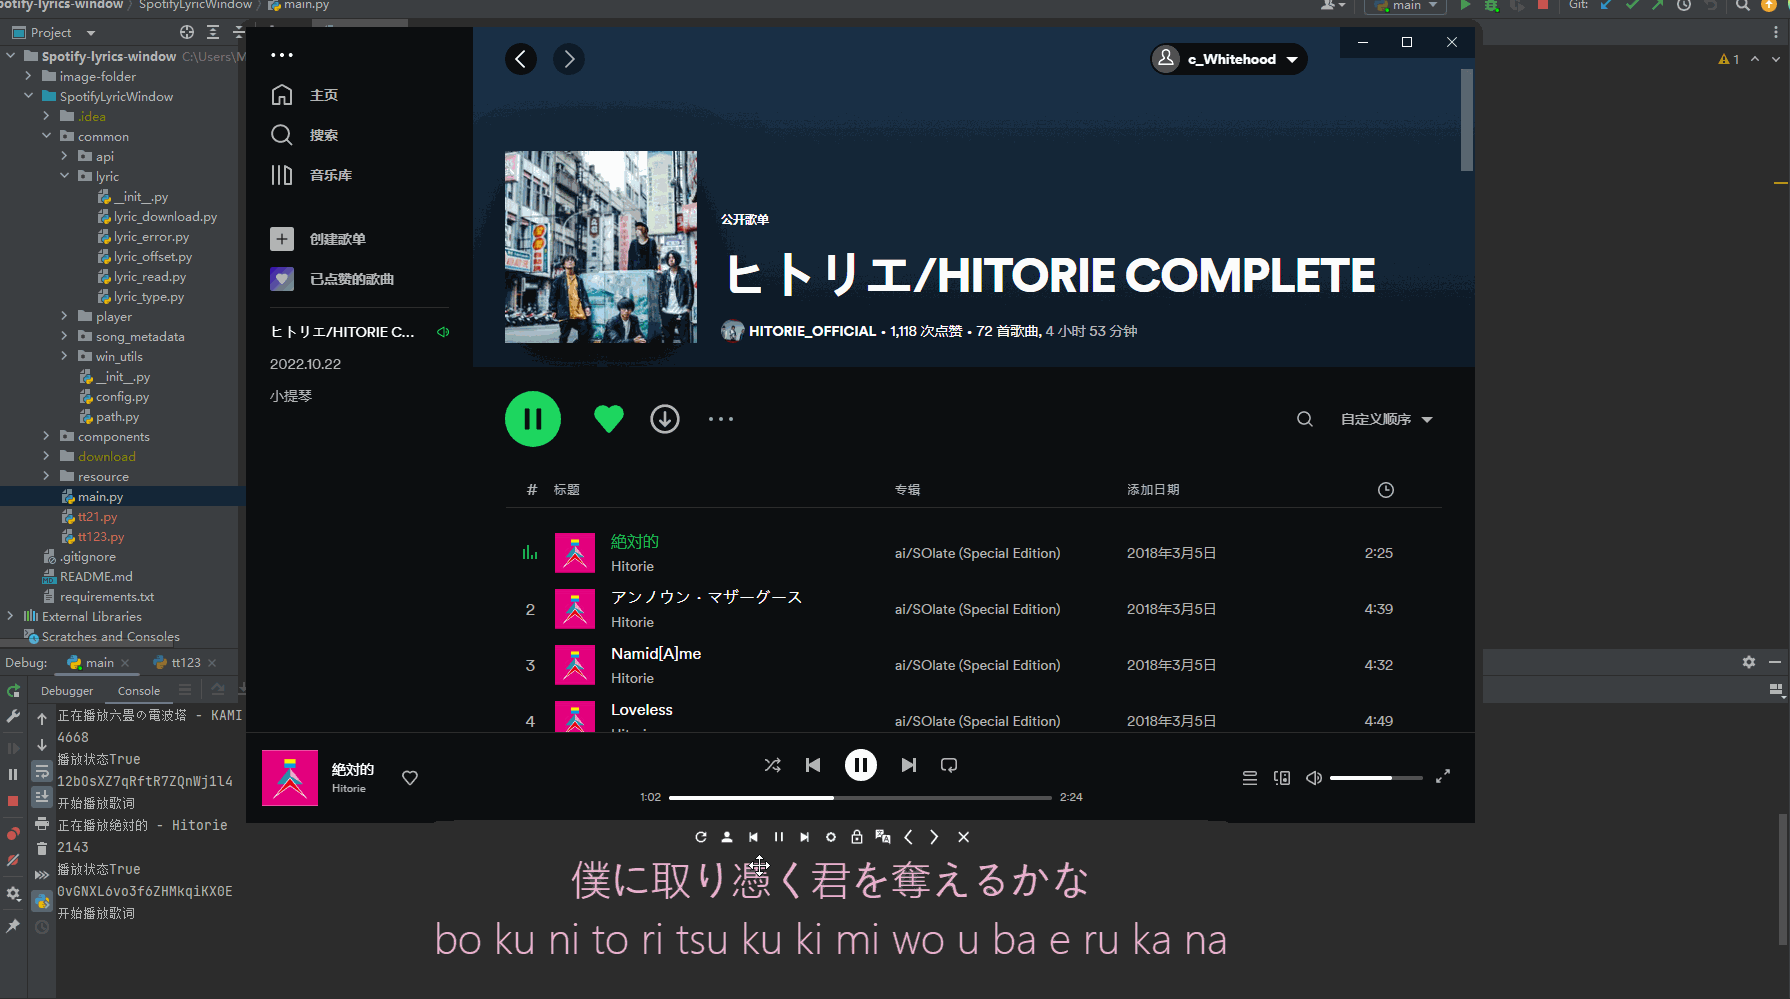 potify-lyrics-window
SpotifyLyricWindow
main.py
main
Git:
Project
Spotify-lyrics-window C:\Users\M
image-folder
SpotifyLyricWindow
.idea
common
api
lyric
__init__.py
lyric_download.py
lyric_error.py
lyric_offset.py
lyric_read.py
lyric_type.py
player
song_metadata
win_utils
__init__.py
config.py
path.py
components
download
resource
main.py
tt21.py
tt123.py
.gitignore
README.md
requirements.txt
External Libraries
Scratches and Consoles
1
主页
搜索
音乐库
创建歌单
已点赞的歌曲
ヒトリエ/HITORIE C...
2022.10.22
小提琴
c_Whitehood
公开歌单
ヒトリエ/HITORIE COMPLETE
HITORIE_OFFICIAL • 1,118 次点赞 • 72 首歌曲, 4 小时 53 分钟
自定义顺序
# 标题 专辑 添加日期
絶対的
Hitorie
ai/SOlate (Special Edition) 2018年3月5日 2:25
2
アンノウン・マザーグース
Hitorie
ai/SOlate (Special Edition) 2018年3月5日 4:39
3
Namid[A]me
Hitorie
ai/SOlate (Special Edition) 2018年3月5日 4:32
4
Loveless
Hitorie
ai/SOlate (Special Edition) 2018年3月5日 4:49
絶対的
Hitorie
1:02 2:24
Debug: main tt123
Debugger Console
正在播放六畳の電波塔 - KAMI
4668
播放状态True
12bOsXZ7qRftR7ZQnWj1l4
开始播放歌词
正在播放絶対的 - Hitorie
2143
播放状态True
0vGNXL6vo3f6ZHMkqiKX0E
开始播放歌词
僕に取り憑く君を奪えるかな
bo ku ni to ri tsu ku ki mi wo u ba e ru ka na